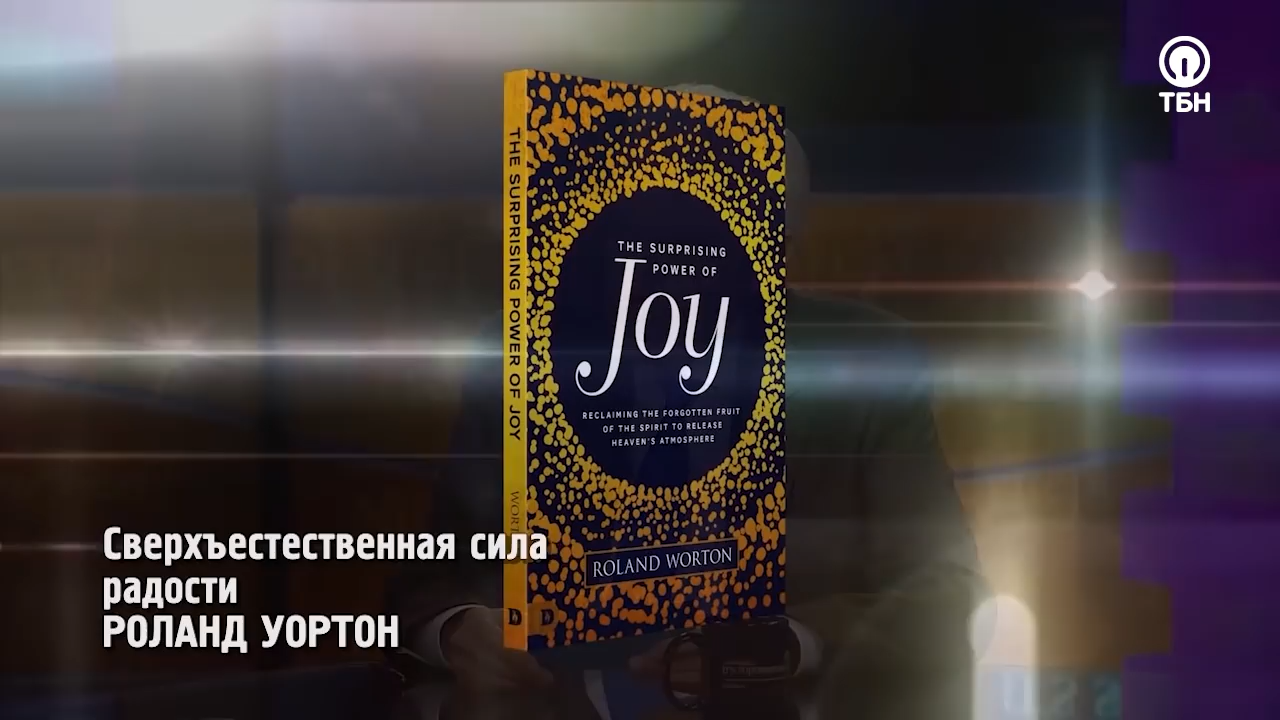 ТБН
THE SURPRISING POWER OF JOY
THE SURPRISING
POWER OF
Joy
RECLAIMING THE FORGOTTEN FRUIT
OF THE SPIRIT TO RELEASE
HEAVEN'S ATMOSPHERE
ROLAND WORTON
Сверхъестественная сила
радости
РОЛАНД УОРТОН